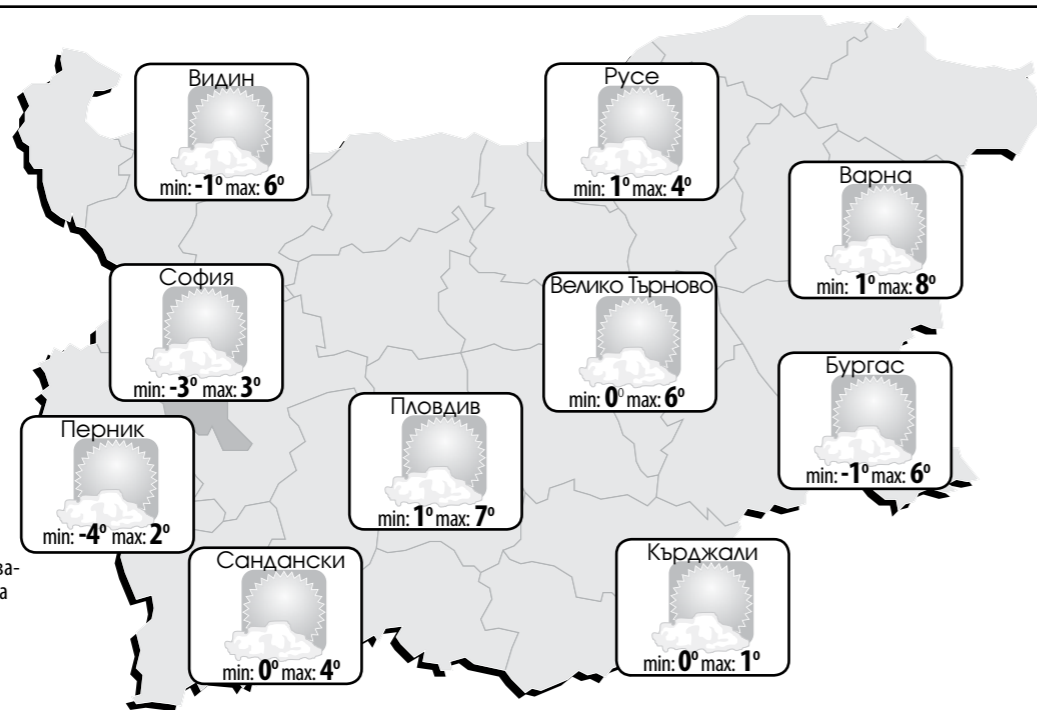 Видин
min: -1° max: 6°
Русе
min: 1° max: 4°
Варна
min: 1° max: 8°
София
min: -3° max: 3°
Велико Търново
min: 0° max: 6°
Бургас
min: -1° max: 6°
Пловдив
min: 1° max: 7°
Перник
min: -4° max: 2°
Сандански
min: 0° max: 4°
Кърджали
min: 0° max: 1°
ва-
а